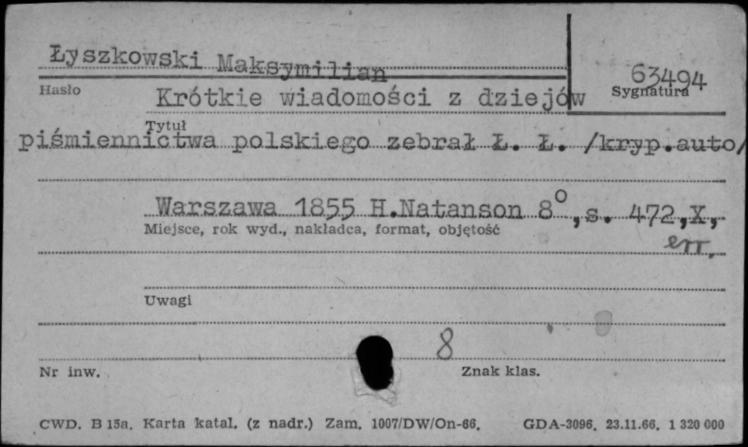 Łyszkowski Maksymilian
63494
Hasło
Sygnatura
Krótkie wiadomości z dziejów
Tytuł
piśmiennictwa polskiego zebrał Ł. Ł. /kryp.auto/
Warszawa 1855 H.Natanson 8°,s. 472,X,
Miejsce, rok wyd., nakładca, format, objętość
err.
Uwagi
8
Nr inw.
Znak klas.
CWD. B 15a. Karta katal. (z nadr.) Zam. 1007/DW/On-66. GDA-3096. 23.11.66. 1 320 000